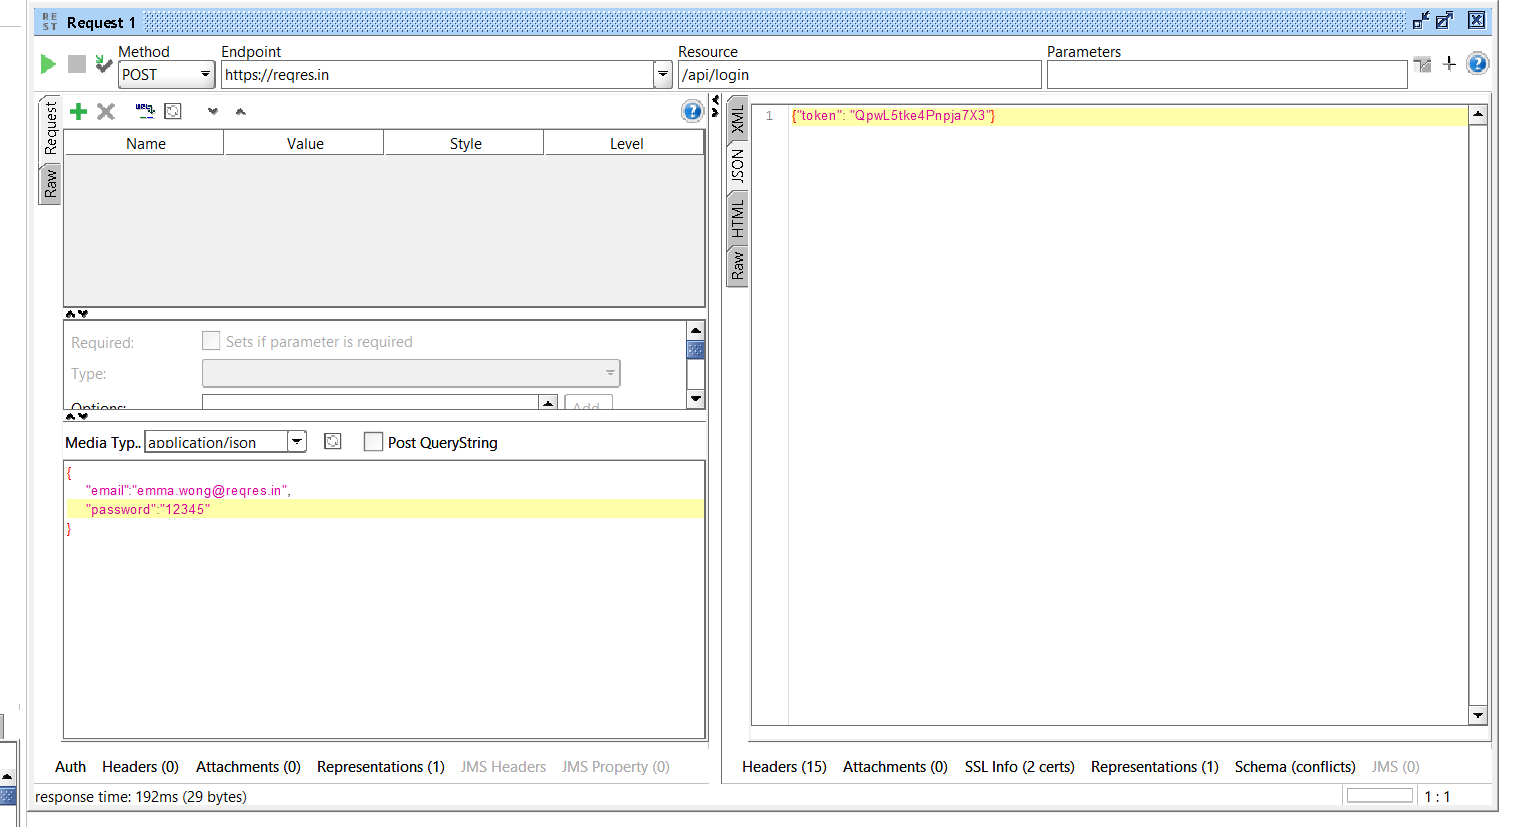 REST Request 1
Method Endpoint Resource Parameters
POST https://reqres.in /api/login
Request
Raw
Name Value Style Level
Required: Sets if parameter is required
Type:
Options: Add
Media Typ.. application/json Post QueryString
{
"email":"emma.wong@reqres.in",
"password":"12345"
}
Auth Headers (0) Attachments (0) Representations (1) JMS Headers JMS Property (0)
XML
JSON
HTML
Raw
1 {"token": "QpwL5tke4Pnpja7X3"}
Headers (15) Attachments (0) SSL Info (2 certs) Representations (1) Schema (conflicts) JMS (0)
response time: 192ms (29 bytes) 1 : 1